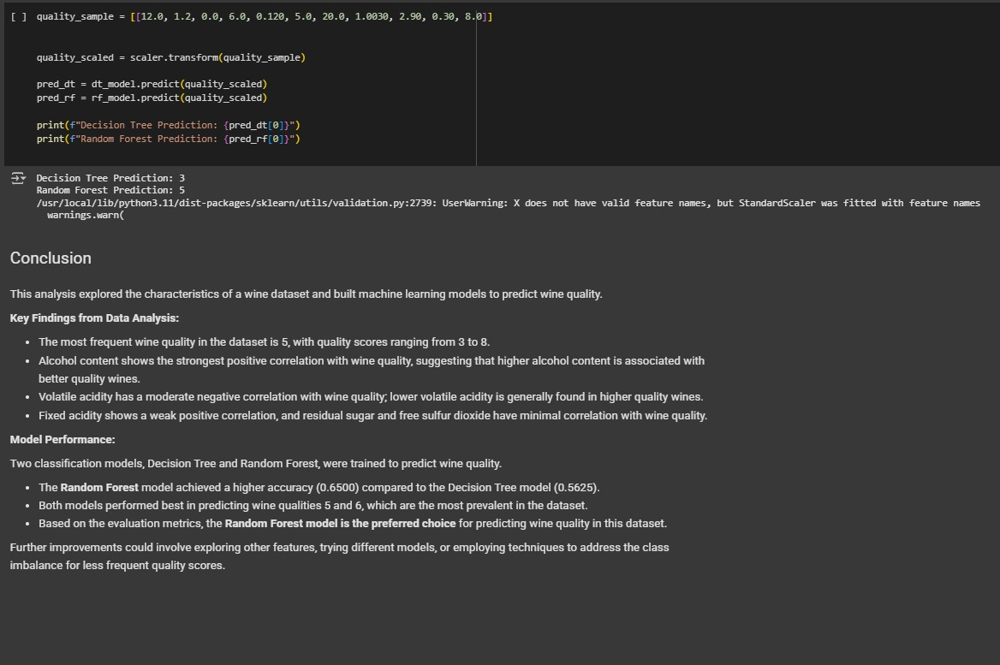 [ ] quality_sample = [[12.0, 1.2, 0.0, 6.0, 0.120, 5.0, 20.0, 1.0030, 2.90, 0.30, 8.0]]
quality_scaled = scaler.transform(quality_sample)
pred_dt = dt_model.predict(quality_scaled)
pred_rf = rf_model.predict(quality_scaled)
print(f"Decision Tree Prediction: {pred_dt[0]}")
print(f"Random Forest Prediction: {pred_rf[0]}")
Decision Tree Prediction: 3
Random Forest Prediction: 5
/usr/local/lib/python3.11/dist-packages/sklearn/utils/validation.py:2739: UserWarning: X does not have valid feature names, but StandardScaler was fitted with feature names
warnings.warn(
Conclusion
This analysis explored the characteristics of a wine dataset and built machine learning models to predict wine quality.
Key Findings from Data Analysis:
• The most frequent wine quality in the dataset is 5, with quality scores ranging from 3 to 8.
• Alcohol content shows the strongest positive correlation with wine quality, suggesting that higher alcohol content is associated with
better quality wines.
• Volatile acidity has a moderate negative correlation with wine quality; lower volatile acidity is generally found in higher quality wines.
• Fixed acidity shows a weak positive correlation, and residual sugar and free sulfur dioxide have minimal correlation with wine quality.
Model Performance:
Two classification models, Decision Tree and Random Forest, were trained to predict wine quality.
• The Random Forest model achieved a higher accuracy (0.6500) compared to the Decision Tree model (0.5625).
• Both models performed best in predicting wine qualities 5 and 6, which are the most prevalent in the dataset.
• Based on the evaluation metrics, the Random Forest model is the preferred choice for predicting wine quality in this dataset.
Further improvements could involve exploring other features, trying different models, or employing techniques to address the class
imbalance for less frequent quality scores.